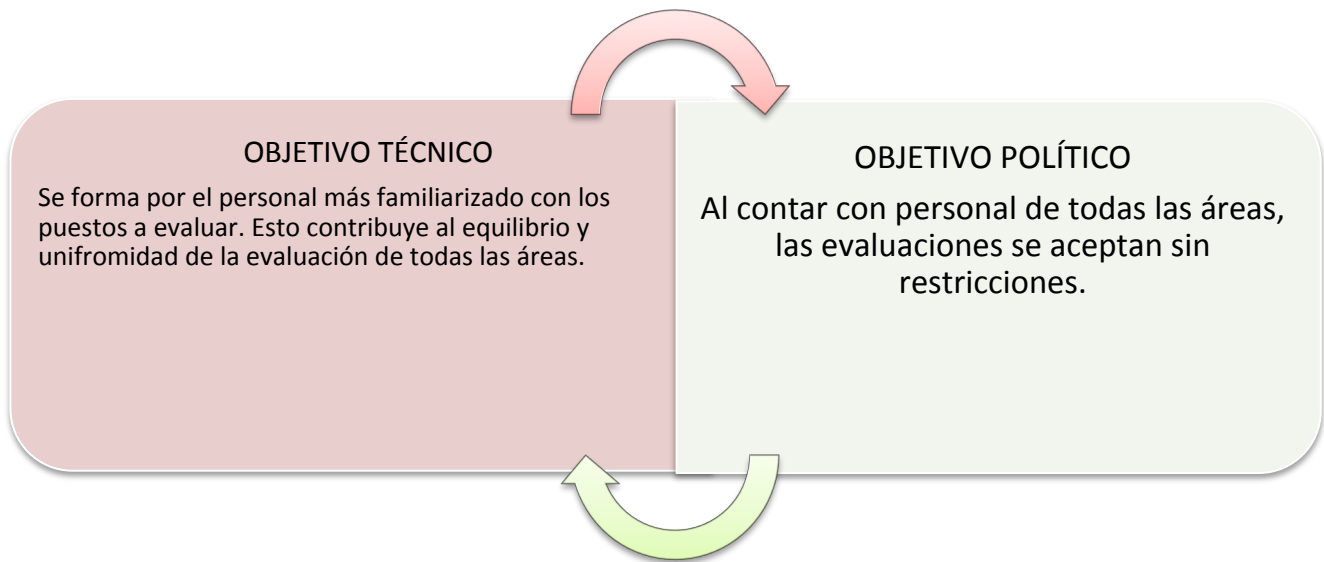 OBJETIVO TÉCNICO
Se forma por el personal más familiarizado con los
puestos a evaluar. Esto contribuye al equilibrio y
unifromidad de la evaluación de todas las áreas.
OBJETIVO POLÍTICO
Al contar con personal de todas las áreas,
las evaluaciones se aceptan sin
restricciones.